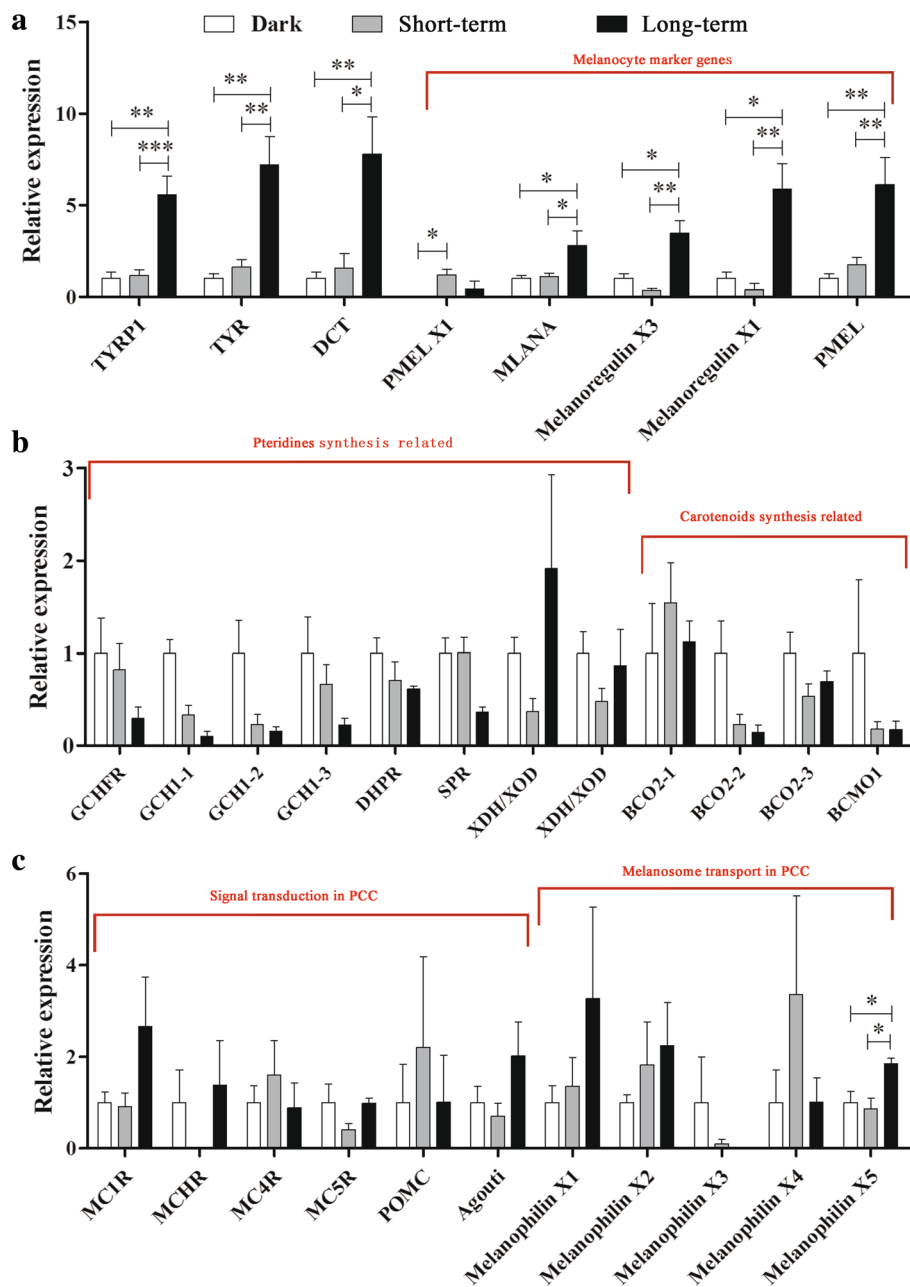 a
Dark Short-term Long-term
Melanocyte marker genes
Relative expression
15
10
5
0
** *** ** ** ** * * * * * ** * ** ** **
TYRP1 TYR DCT PMEL X1 MLANA Melanoregulin X3 Melanoregulin X1 PMEL
b
Pteridines synthesis related
Carotenoids synthesis related
Relative expression
3
2
1
0
GCHFR GCH1-1 GCH1-2 GCH1-3 DHPR SPR XDH/XOD XDH/XOD BCO2-1 BCO2-2 BCO2-3 BCMO1
c
Signal transduction in PCC
Melanosome transport in PCC
Relative expression
6
4
2
0
* *
MC1R MCHR MC4R MC5R POMC Agouti Melanophilin X1 Melanophilin X2 Melanophilin X3 Melanophilin X4 Melanophilin X5